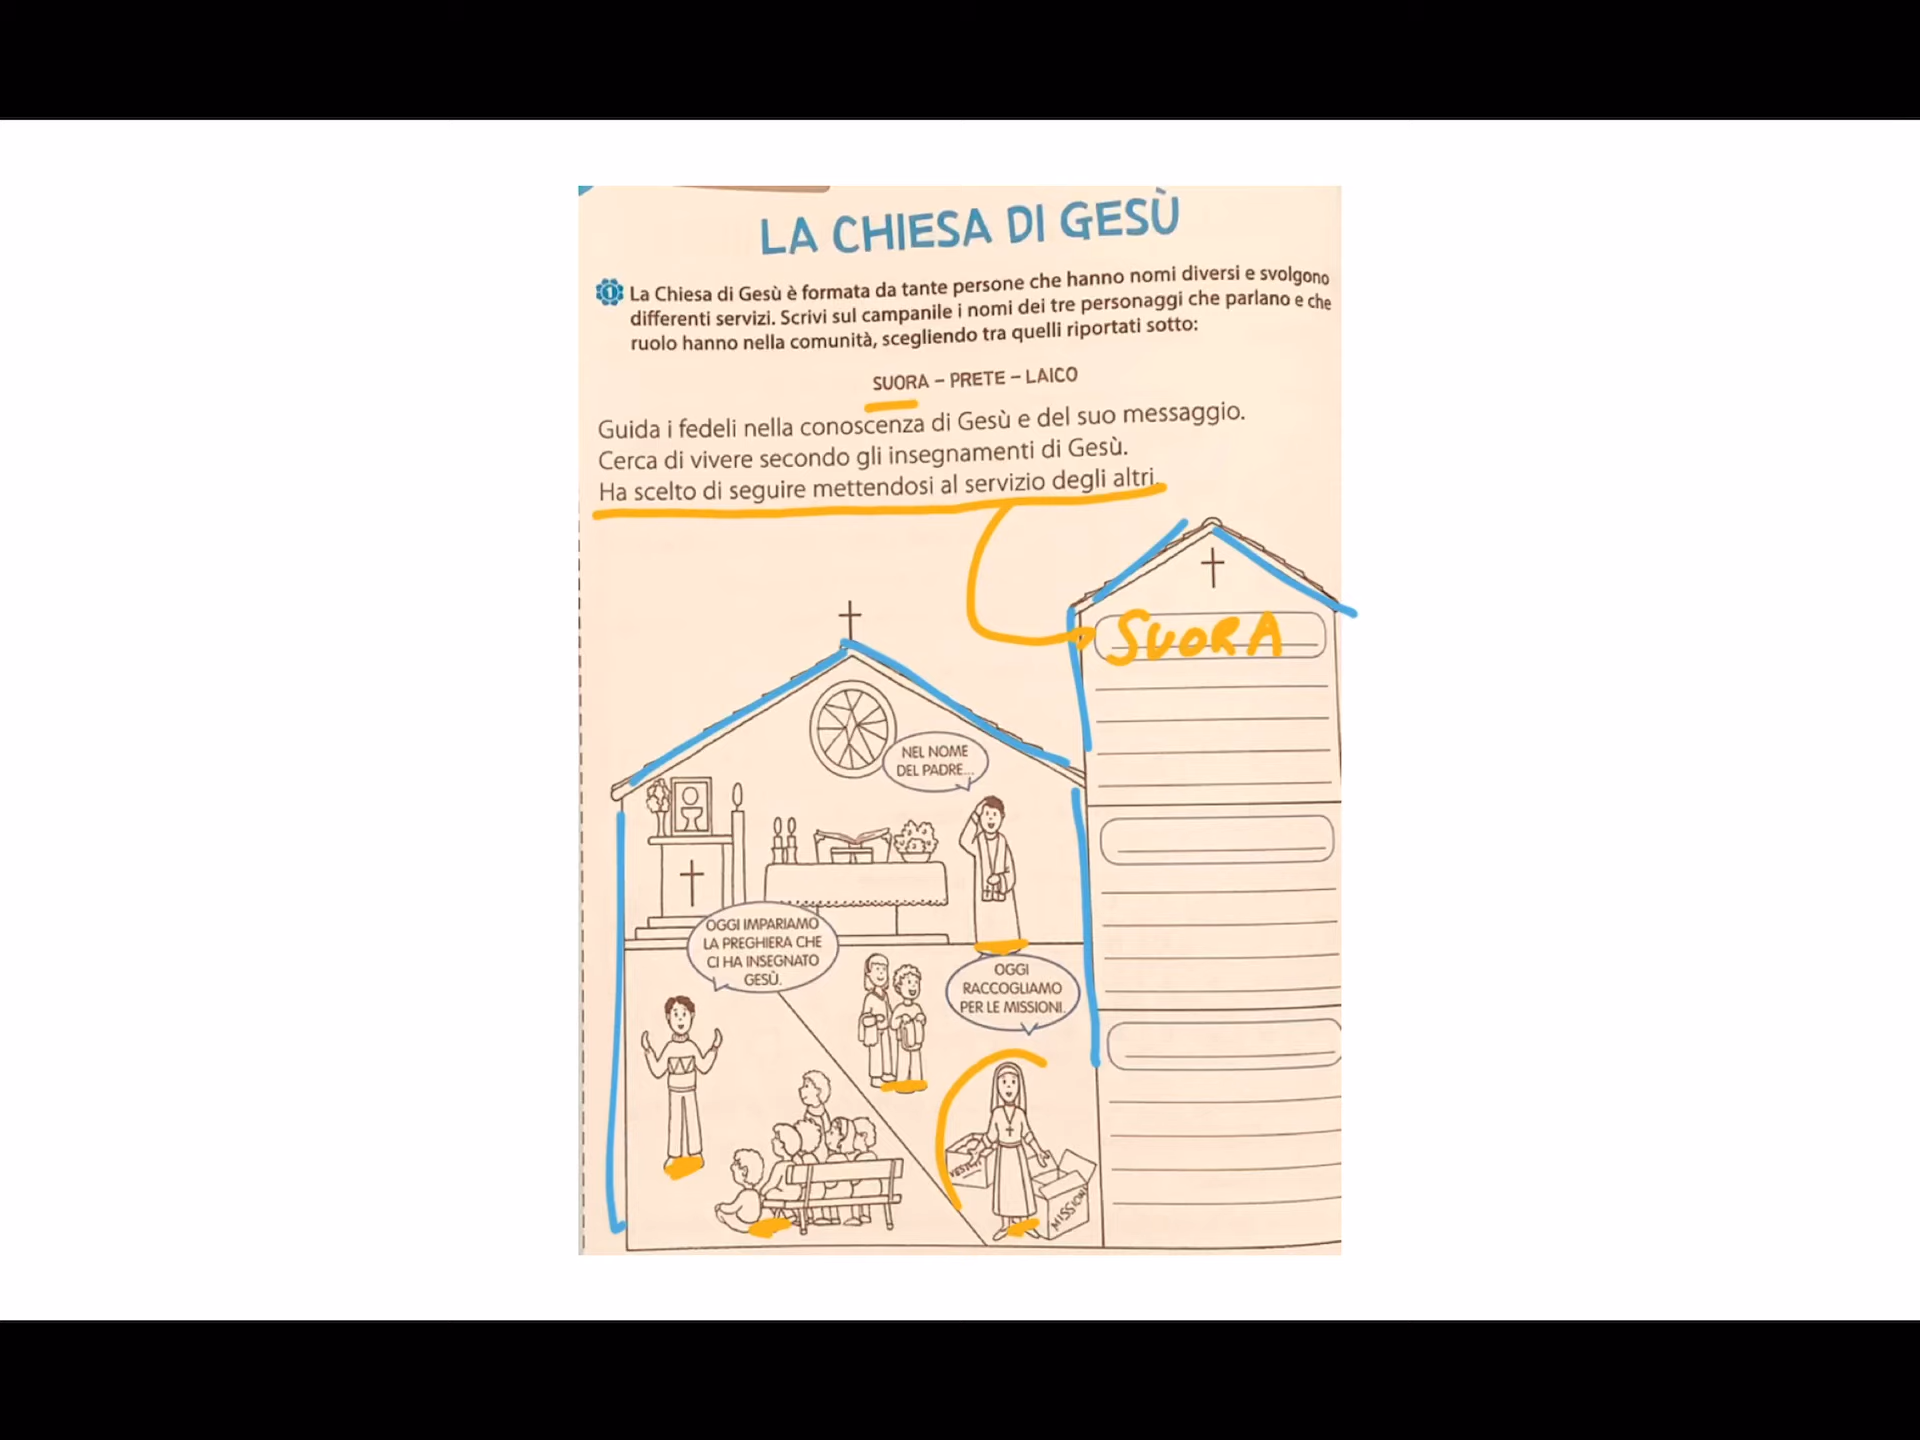 LA CHIESA DI GESÙ
1 La Chiesa di Gesù è formata da tante persone che hanno nomi diversi e svolgono
differenti servizi. Scrivi sul campanile i nomi dei tre personaggi che parlano e che
ruolo hanno nella comunità, scegliendo tra quelli riportati sotto:
SUORA – PRETE – LAICO
Guida i fedeli nella conoscenza di Gesù e del suo messaggio.
Cerca di vivere secondo gli insegnamenti di Gesù.
Ha scelto di seguire mettendosi al servizio degli altri.
SUORA
NEL NOME
DEL PADRE...
OGGI IMPARIAMO
LA PREGHIERA CHE
CI HA INSEGNATO
GESÙ.
OGGI
RACCOGLIAMO
PER LE MISSIONI.
MISSIONI